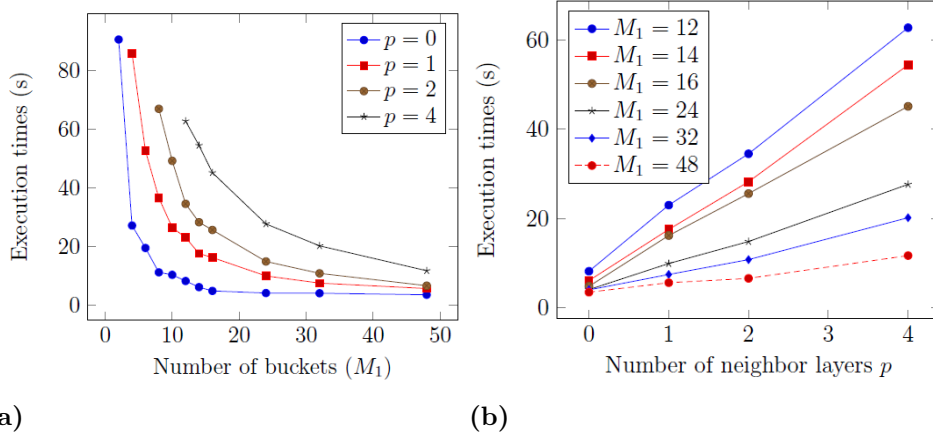 p = 0
p = 1
p = 2
p = 4
80
60
40
20
0
0 10 20 30 40 50
Execution times (s)
Number of buckets (M₁)
a)
M₁ = 12
M₁ = 14
M₁ = 16
M₁ = 24
M₁ = 32
M₁ = 48
60
40
20
0
0 1 2 3 4
Execution times (s)
Number of neighbor layers p
(b)